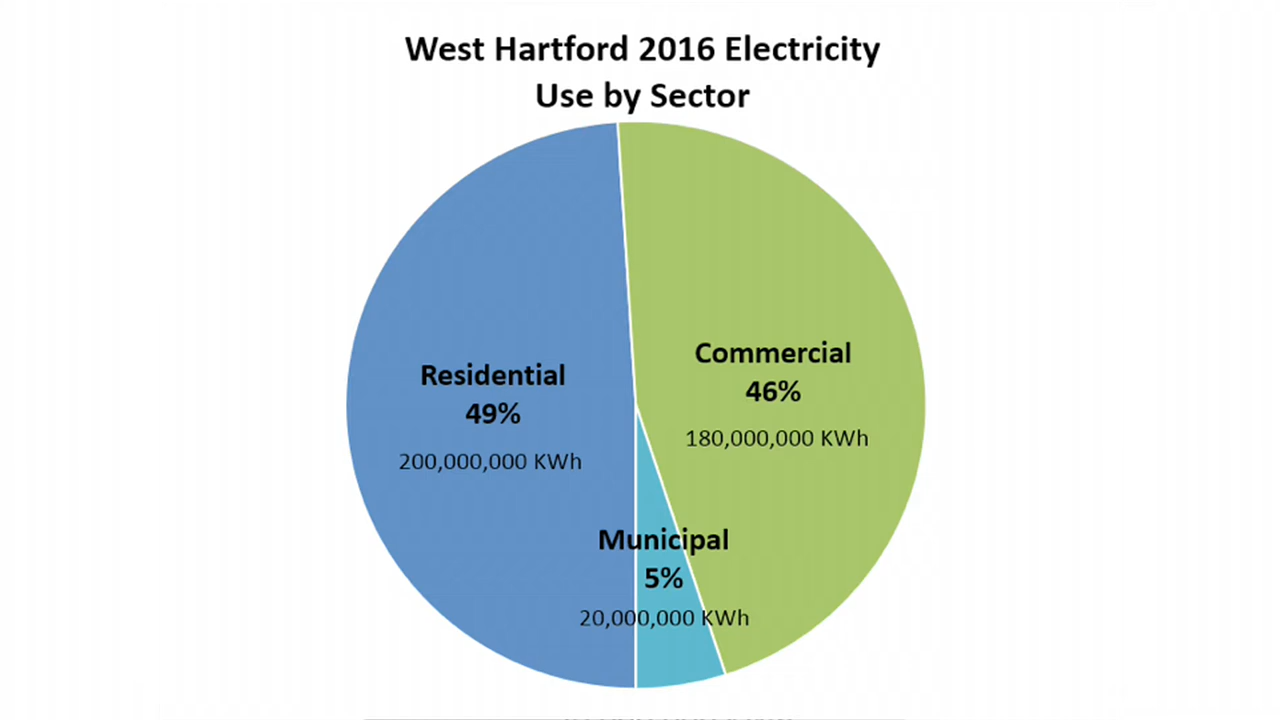 West Hartford 2016 Electricity
Use by Sector
Residential
49%
200,000,000 KWh
Commercial
46%
180,000,000 KWh
Municipal
5%
20,000,000 KWh